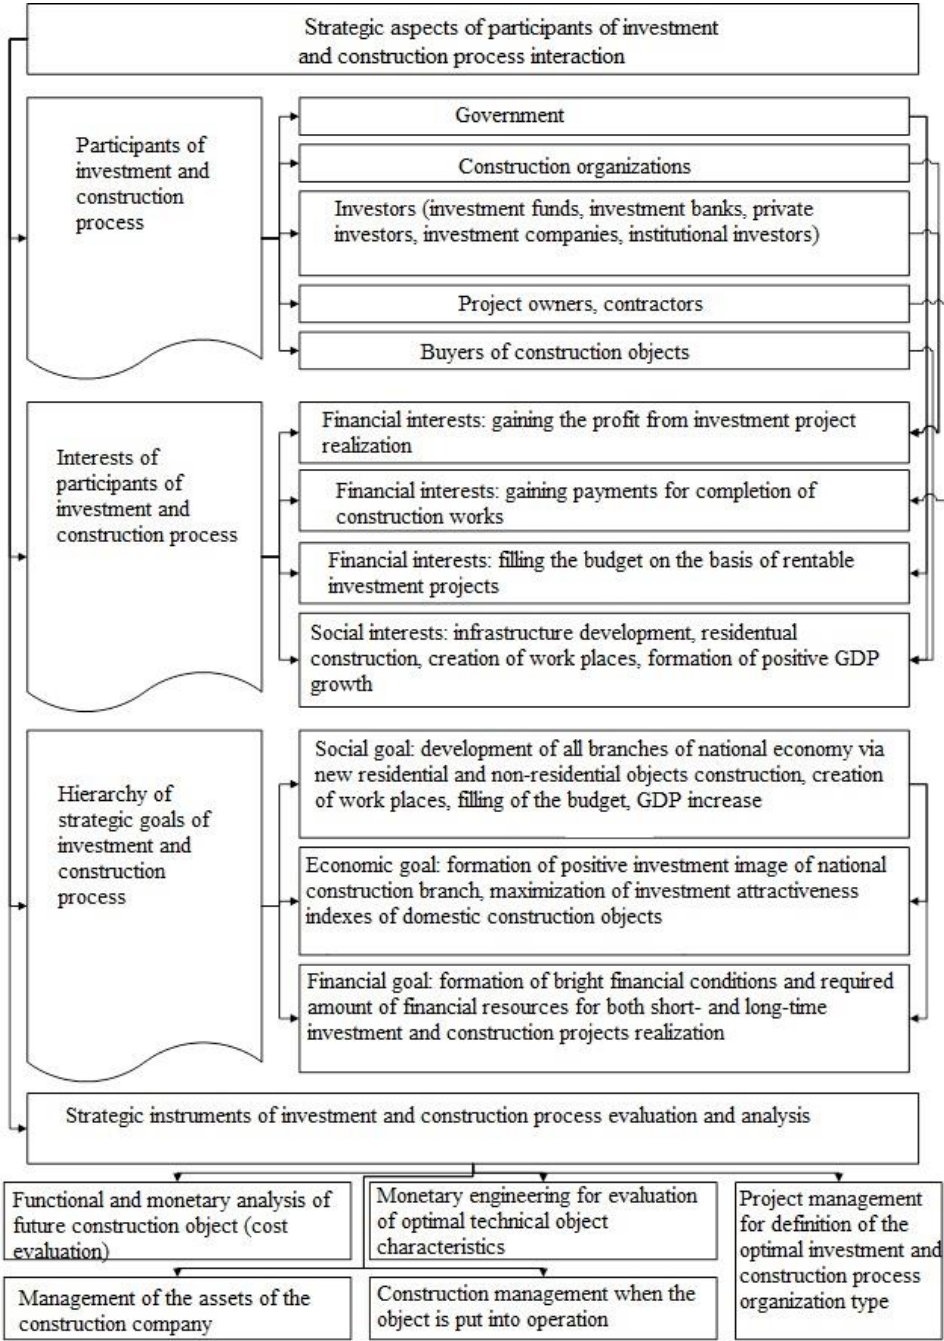 Strategic aspects of participants of investment
and construction process interaction
Participants of
investment and
construction
process
Government
Construction organizations
Investors (investment funds, investment banks, private
investors, investment companies, institutional investors)
Project owners, contractors
Buyers of construction objects
Interests of
participants of
investment and
construction process
Financial interests: gaining the profit from investment project
realization
Financial interests: gaining payments for completion of
construction works
Financial interests: filling the budget on the basis of rentable
investment projects
Social interests: infrastructure development, residentual
construction, creation of work places, formation of positive GDP
growth
Hierarchy of
strategic goals of
investment and
construction
process
Social goal: development of all branches of national economy via
new residential and non-residential objects construction, creation
of work places, filling of the budget, GDP increase
Economic goal: formation of positive investment image of national
construction branch, maximization of investment attractiveness
indexes of domestic construction objects
Financial goal: formation of bright financial conditions and required
amount of financial resources for both short- and long-time
investment and construction projects realization
Strategic instruments of investment and construction process evaluation and analysis
Functional and monetary analysis of
future construction object (cost
evaluation)
Monetary engineering for evaluation
of optimal technical object
characteristics
Project management
for definition of the
optimal investment and
construction process
organization type
Management of the assets of the
construction company
Construction management when the
object is put into operation